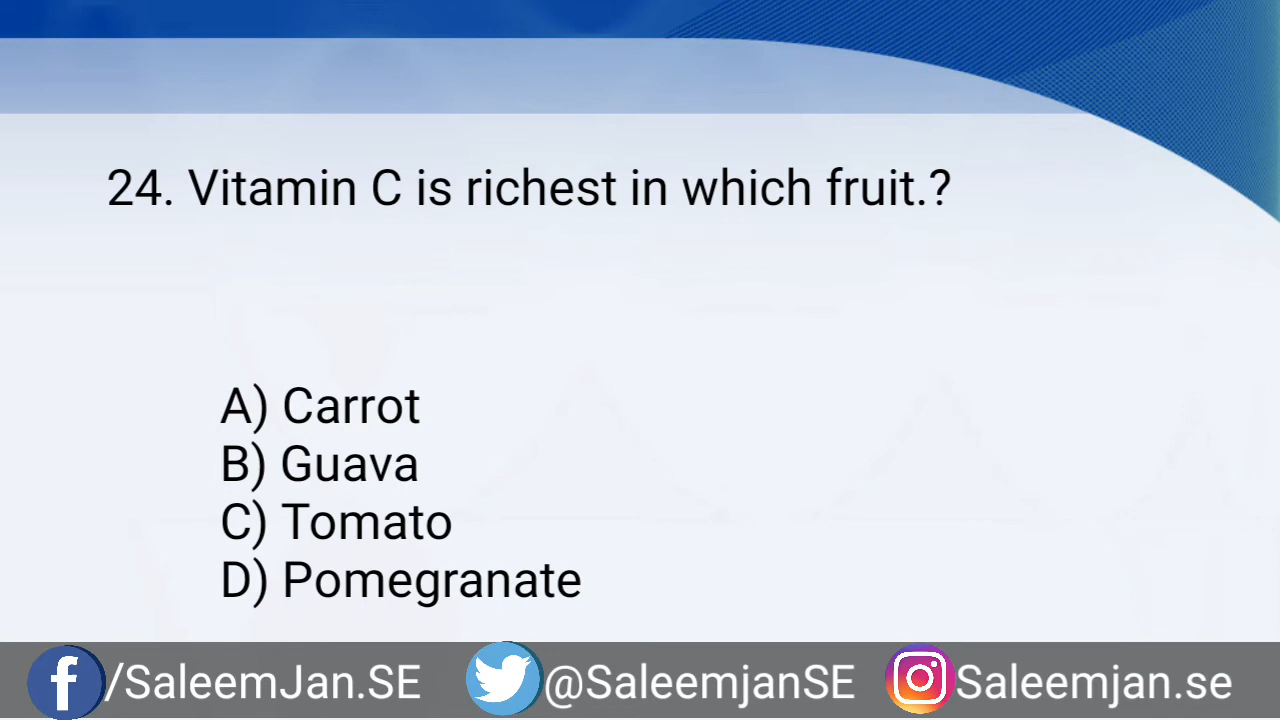 24. Vitamin C is richest in which fruit.?
A) Carrot
B) Guava
C) Tomato
D) Pomegranate
/SaleemJan.SE @SaleemjanSE Saleemjan.se